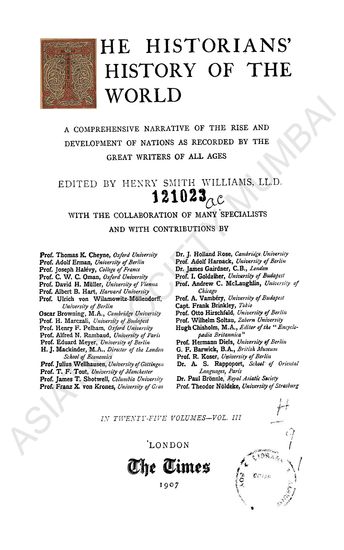 THE HISTORIANS'
HISTORY OF THE
WORLD
A COMPREHENSIVE NARRATIVE OF THE RISE AND
DEVELOPMENT OF NATIONS AS RECORDED BY THE
GREAT WRITERS OF ALL AGES
EDITED BY HENRY SMITH WILLIAMS, LL.D.
121023
WITH THE COLLABORATION OF MANY SPECIALISTS
AND WITH CONTRIBUTIONS BY
Prof. Thomas K. Cheyne, Oxford University
Prof. Adolf Erman, University of Berlin
Prof. Joseph Halévy, College of France
Prof. C. W. C. Oman, Oxford University
Prof. David H. Müller, University of Vienna
Prof. Albert B. Hart, Harvard University
Prof. Ulrich von Wilamowitz-Möllendorff,
University of Berlin
Oscar Browning, M.A., Cambridge University
Prof. H. Marczali, University of Budapest
Prof. Henry F. Pelham, Oxford University
Prof. Alfred N. Rambaud, University of Paris
Prof. Eduard Meyer, University of Berlin
H. J. Mackinder, M.A. Director of the London
School of Economics
Prof. Julius Wellhausen, University of Göttingen
Prof. T. F. Tout, University of Manchester
Prof. James T. Shotwell, Columbia University
Prof. Franz X. von Krones, University of Graz
Dr. J. Holland Rose, Cambridge University
Prof. Adolf Harnack, University of Berlin
Dr. James Gairdner, C.B., London
Prof. I. Goldziher, University of Budapest
Prof. Andrew C. McLaughlin, University of
Chicago
Prof. A. Vambéry, University of Budapest
Capt. Frank Brinkley, Tokio
Prof. Otto Hirschfeld, University of Berlin
Prof. Wilhelm Soltau, Zabern University
Hugh Chisholm, M.A., Editor of the "Encyclo-
pædia Britannica"
Prof. Hermann Diels, University of Berlin
G. F. Barwick, B.A., British Museum
Prof. R. Koser, University of Berlin
Dr. A. S. Rappoport, School of Oriental
Languages, Paris
Dr. Paul Brönnle, Royal Asiatic Society
Prof. Theodor Nöldeke, University of Strasburg
IN TWENTY-FIVE VOLUMES—VOL. III
LONDON
The Times
1907